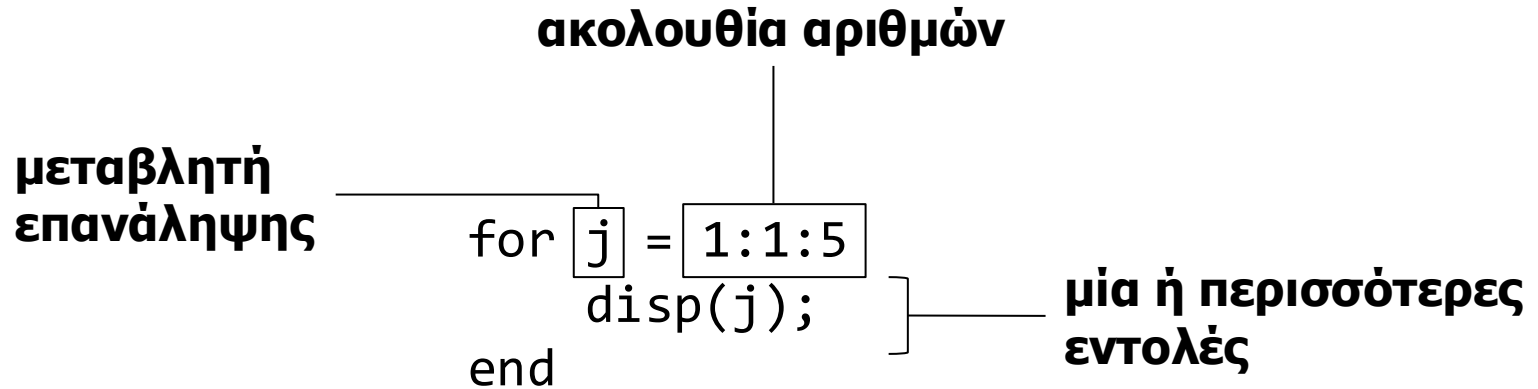 ακολουθία αριθμών
μεταβλητή
επανάληψης
for j = 1:1:5
disp(j);
end
μία ή περισσότερες
εντολές